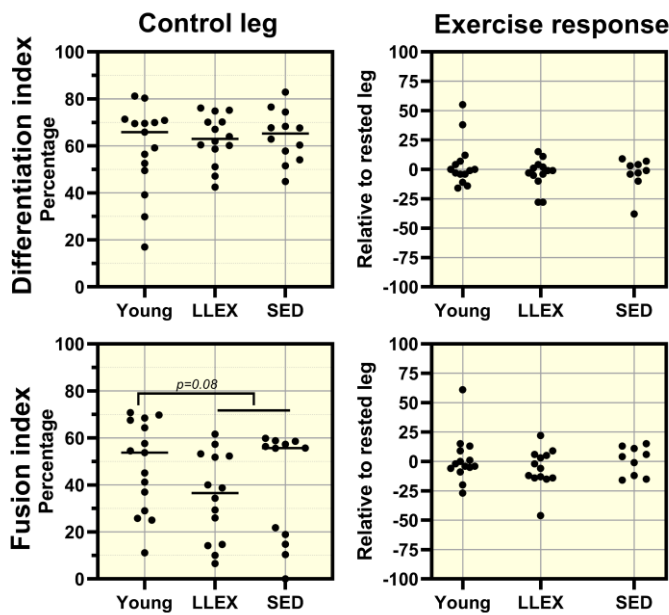 Control leg
Exercise response
Differentiation index
Percentage
100
80
60
40
20
0
Young LLEX SED
Relative to rested leg
100
75
50
25
0
-25
-50
-75
-100
Young LLEX SED
Fusion index
Percentage
100
80
60
40
20
0
p=0.08
Young LLEX SED
Relative to rested leg
100
75
50
25
0
-25
-50
-75
-100
Young LLEX SED